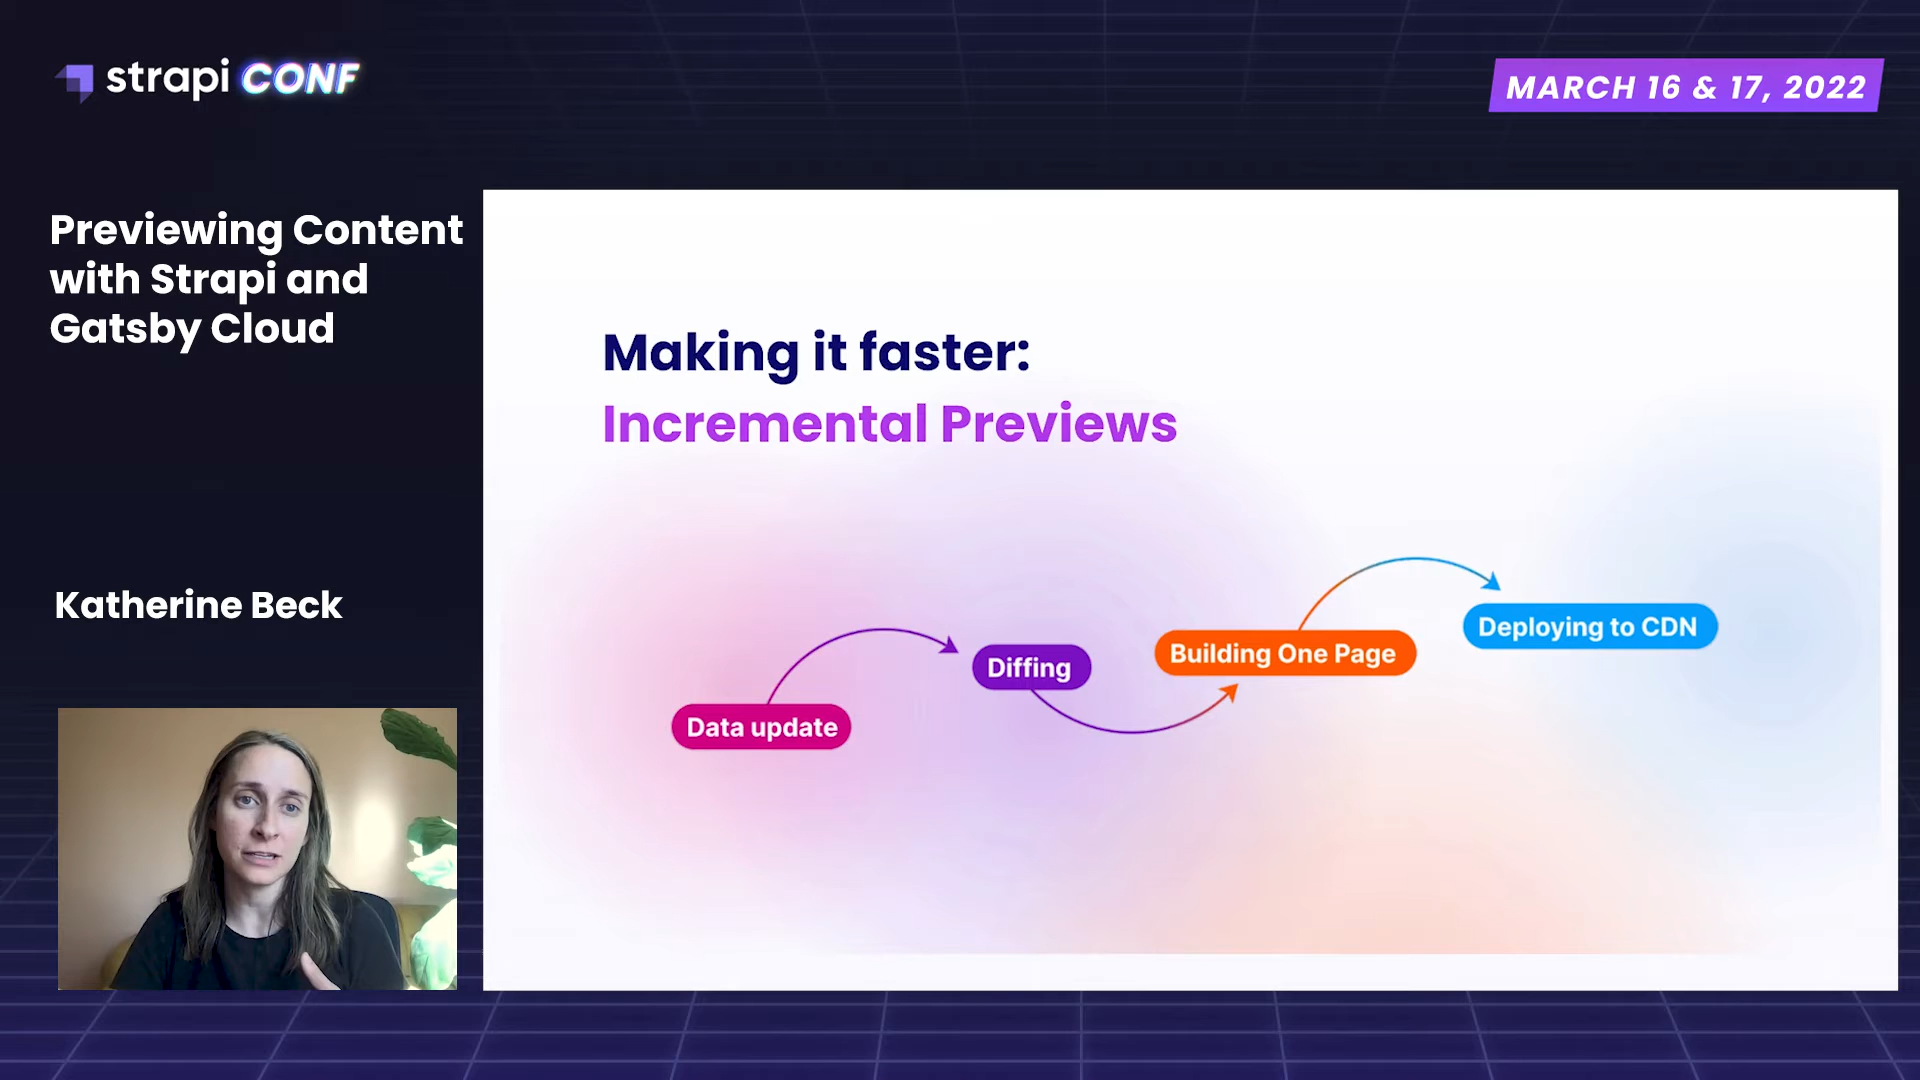 strapi CONF
MARCH 16 & 17, 2022
Previewing Content
with Strapi and
Gatsby Cloud
Katherine Beck
Making it faster:
Incremental Previews
Data update
Diffing
Building One Page
Deploying to CDN